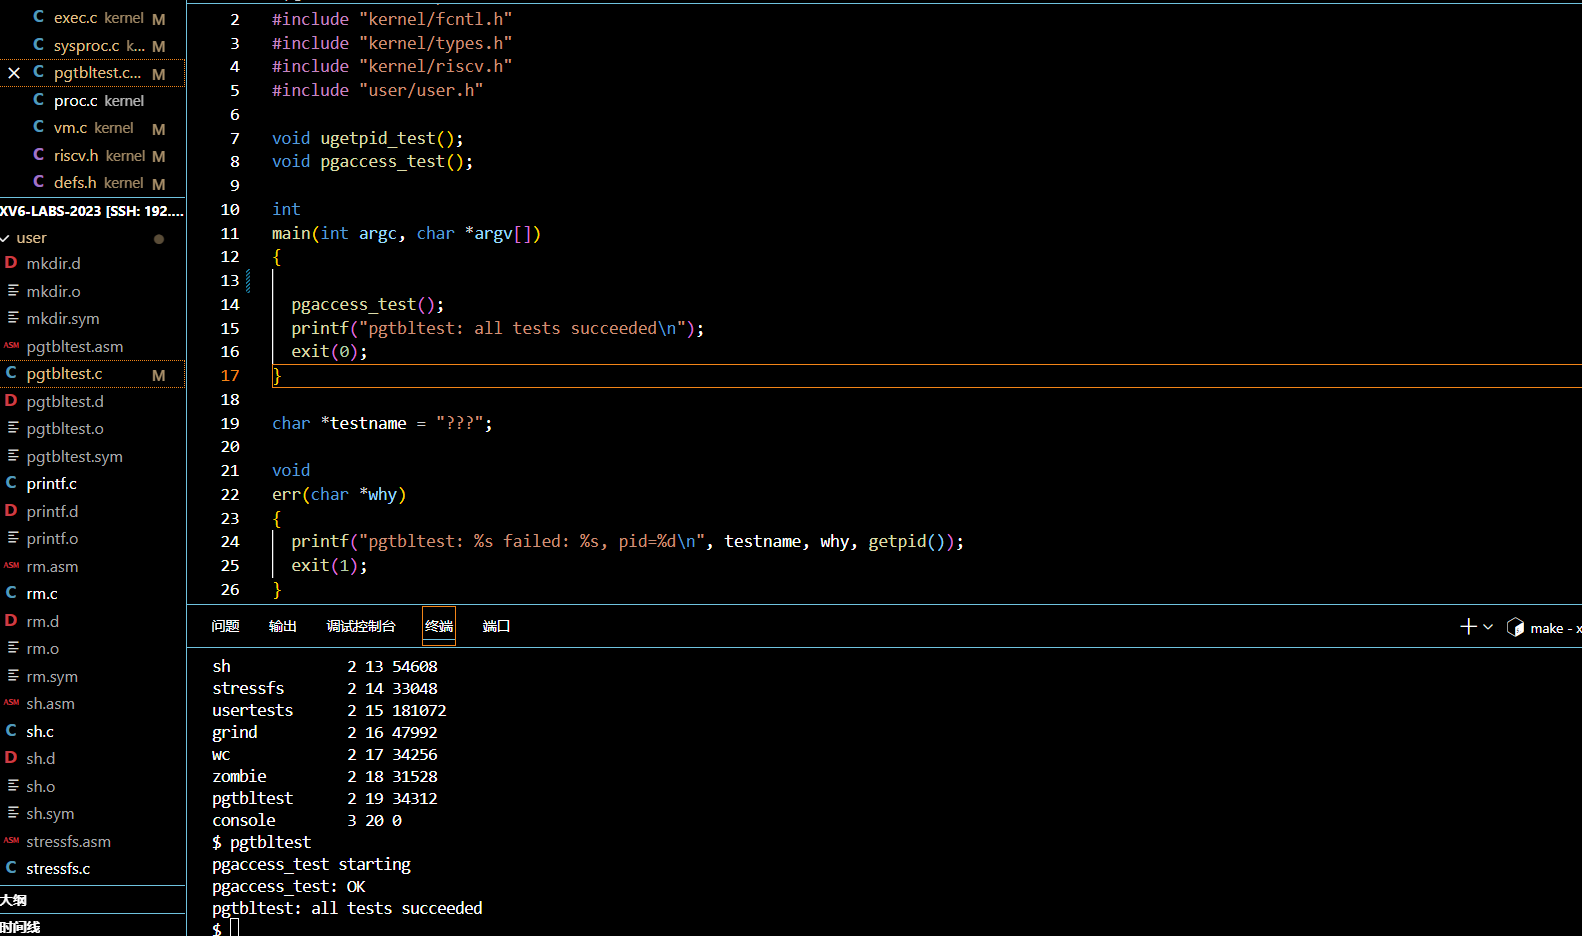 exec.c kernel M
sysproc.c k... M
pgtbltest.c... M
proc.c kernel
vm.c kernel M
riscv.h kernel M
defs.h kernel M
XV6-LABS-2023 [SSH: 192....
user
mkdir.d
mkdir.o
mkdir.sym
pgtbltest.asm
pgtbltest.c M
pgtbltest.d
pgtbltest.o
pgtbltest.sym
printf.c
printf.d
printf.o
rm.asm
rm.c
rm.d
rm.o
rm.sym
sh.asm
sh.c
sh.d
sh.o
sh.sym
stressfs.asm
stressfs.c
大纲
时间线
2 #include "kernel/fcntl.h"
3 #include "kernel/types.h"
4 #include "kernel/riscv.h"
5 #include "user/user.h"
6
7 void ugetpid_test();
8 void pgaccess_test();
9
10 int
11 main(int argc, char *argv[])
12 {
13
14 pgaccess_test();
15 printf("pgtbltest: all tests succeeded\n");
16 exit(0);
17 }
18
19 char *testname = "???";
20
21 void
22 err(char *why)
23 {
24 printf("pgtbltest: %s failed: %s, pid=%d\n", testname, why, getpid());
25 exit(1);
26 }
问题 输出 调试控制台 终端 端口
make - x
sh 2 13 54608
stressfs 2 14 33048
usertests 2 15 181072
grind 2 16 47992
wc 2 17 34256
zombie 2 18 31528
pgtbltest 2 19 34312
console 3 20 0
$ pgtbltest
pgaccess_test starting
pgaccess_test: OK
pgtbltest: all tests succeeded
$